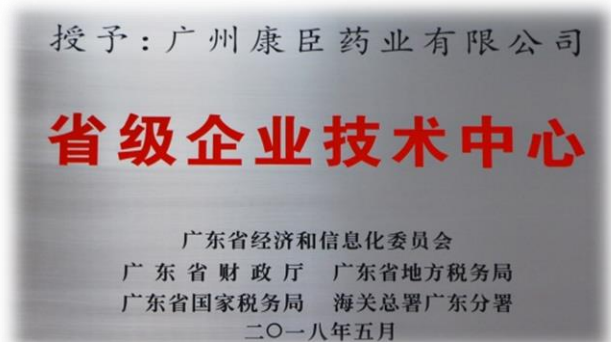 授予：广州康臣药业有限公司
省级企业技术中心
广东省经济和信息化委员会
广东省财政厅 广东省地方税务局
广东省国家税务局 海关总署广东分署
二〇一八年五月